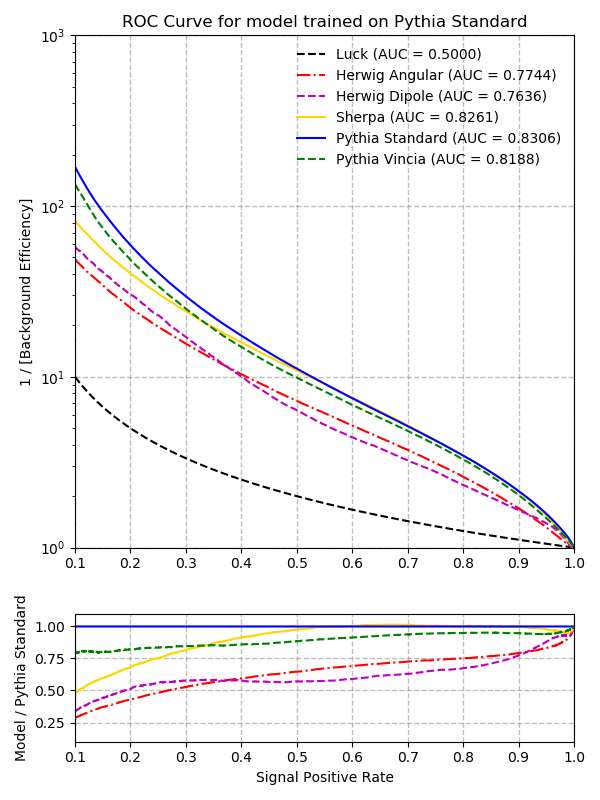 ROC Curve for model trained on Pythia Standard
1 / [Background Efficiency]
10³
10²
10¹
10⁰
Luck (AUC = 0.5000)
Herwig Angular (AUC = 0.7744)
Herwig Dipole (AUC = 0.7636)
Sherpa (AUC = 0.8261)
Pythia Standard (AUC = 0.8306)
Pythia Vincia (AUC = 0.8188)
0.1 0.2 0.3 0.4 0.5 0.6 0.7 0.8 0.9 1.0
Model / Pythia Standard
1.00
0.75
0.50
0.25
0.1 0.2 0.3 0.4 0.5 0.6 0.7 0.8 0.9 1.0
Signal Positive Rate